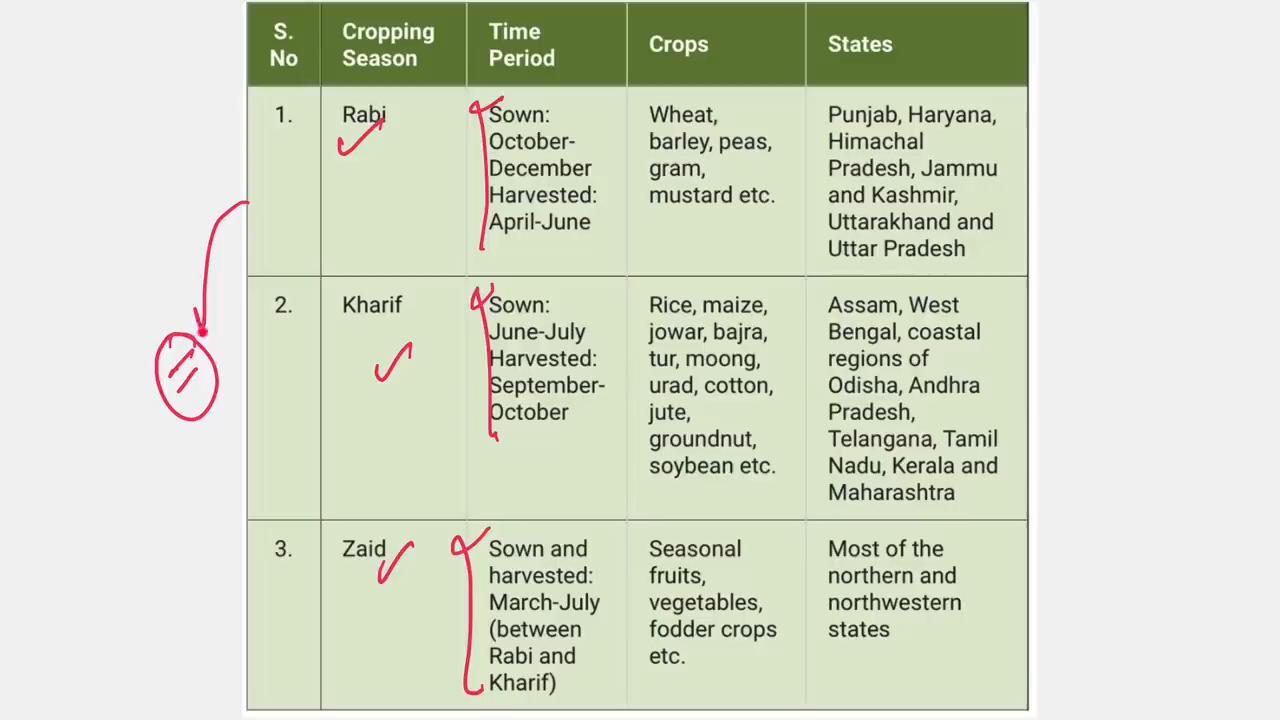 S. No Cropping Season Time Period Crops States
1. Rabi Sown: Wheat, Punjab, Haryana,
October- barley, peas, Himachal
December gram, Pradesh, Jammu
Harvested: mustard etc. and Kashmir,
April-June Uttarakhand and
Uttar Pradesh
2. Kharif Sown: Rice, maize, Assam, West
June-July jowar, bajra, Bengal, coastal
Harvested: tur, moong, regions of
September- urad, cotton, Odisha, Andhra
October jute, Pradesh,
groundnut, Telangana, Tamil
soybean etc. Nadu, Kerala and
Maharashtra
3. Zaid Sown and Seasonal Most of the
harvested: fruits, northern and
March-July vegetables, northwestern
(between fodder crops states
Rabi and etc.
Kharif)